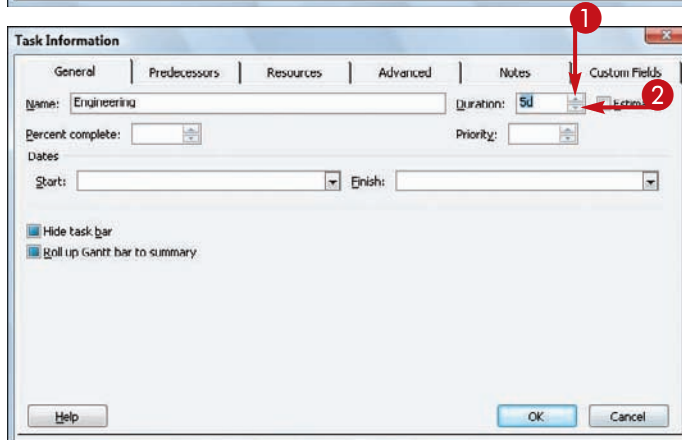 1
Task Information
General Predecessors Resources Advanced Notes Custom Fields
Name: Engineering Duration: 5d 2
Percent complete: Priority:
Dates
Start: Finish:
Hide task bar
Roll up Gantt bar to summary
Help OK Cancel